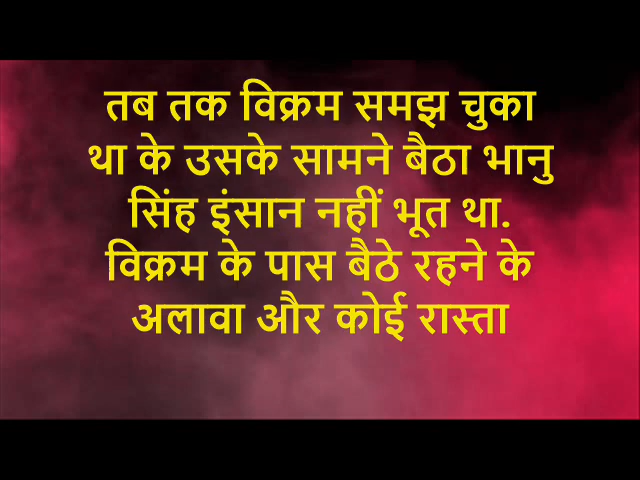 तब तक विक्रम समझ चुका
था के उसके सामने बैठा भानु
सिंह इंसान नहीं भूत था.
विक्रम के पास बैठे रहने के
अलावा और कोई रास्ता